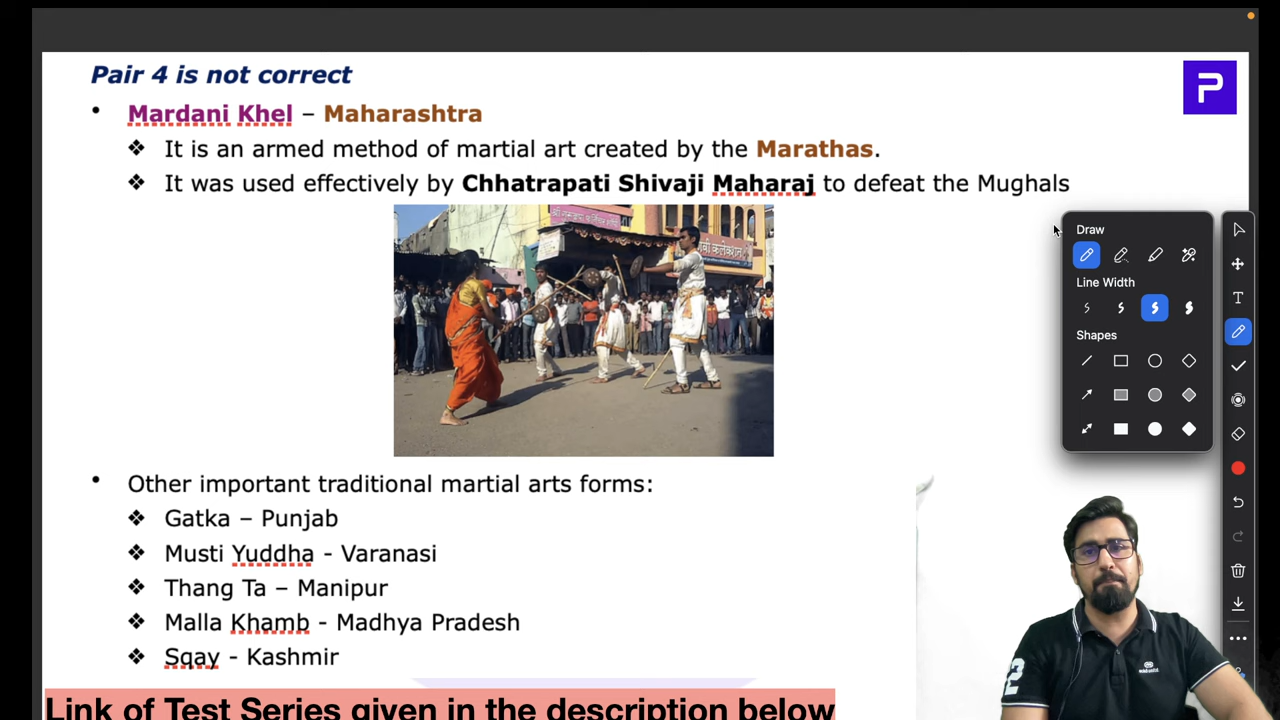 Pair 4 is not correct
• Mardani Khel – Maharashtra
❖ It is an armed method of martial art created by the Marathas.
❖ It was used effectively by Chhatrapati Shivaji Maharaj to defeat the Mughals
• Other important traditional martial arts forms:
❖ Gatka – Punjab
❖ Musti Yuddha - Varanasi
❖ Thang Ta – Manipur
❖ Malla Khamb - Madhya Pradesh
❖ Sqay - Kashmir
Link of Test Series given in the description below
P
Draw
Line Width
Shapes
T
2